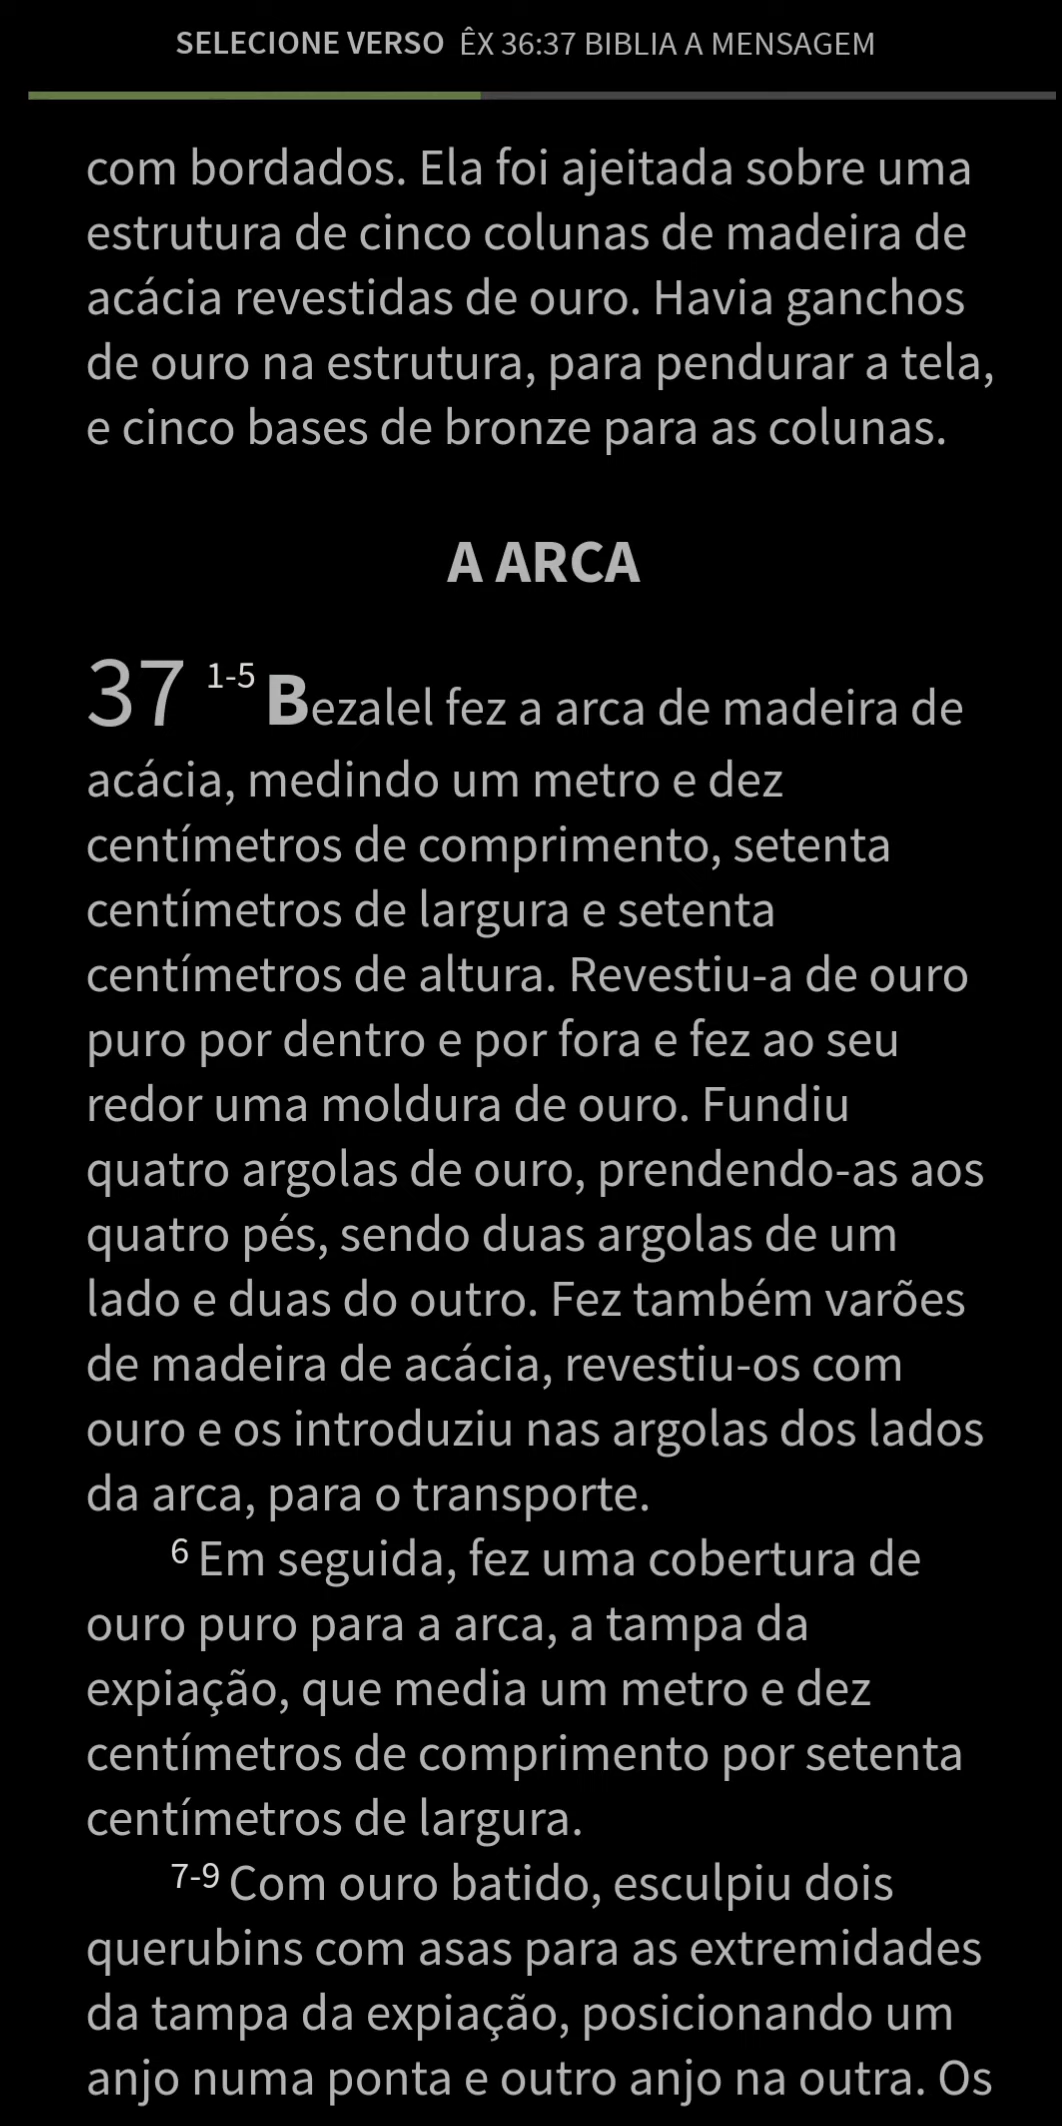 SELECIONE VERSO ÊX 36:37 BIBLIA A MENSAGEM
com bordados. Ela foi ajeitada sobre uma
estrutura de cinco colunas de madeira de
acácia revestidas de ouro. Havia ganchos
de ouro na estrutura, para pendurar a tela,
e cinco bases de bronze para as colunas.
A ARCA
37 1-5 Bezalel fez a arca de madeira de
acácia, medindo um metro e dez
centímetros de comprimento, setenta
centímetros de largura e setenta
centímetros de altura. Revestiu-a de ouro
puro por dentro e por fora e fez ao seu
redor uma moldura de ouro. Fundiu
quatro argolas de ouro, prendendo-as aos
quatro pés, sendo duas argolas de um
lado e duas do outro. Fez também varões
de madeira de acácia, revestiu-os com
ouro e os introduziu nas argolas dos lados
da arca, para o transporte.
6 Em seguida, fez uma cobertura de
ouro puro para a arca, a tampa da
expiação, que media um metro e dez
centímetros de comprimento por setenta
centímetros de largura.
7-9 Com ouro batido, esculpiu dois
querubins com asas para as extremidades
da tampa da expiação, posicionando um
anjo numa ponta e outro anjo na outra. Os